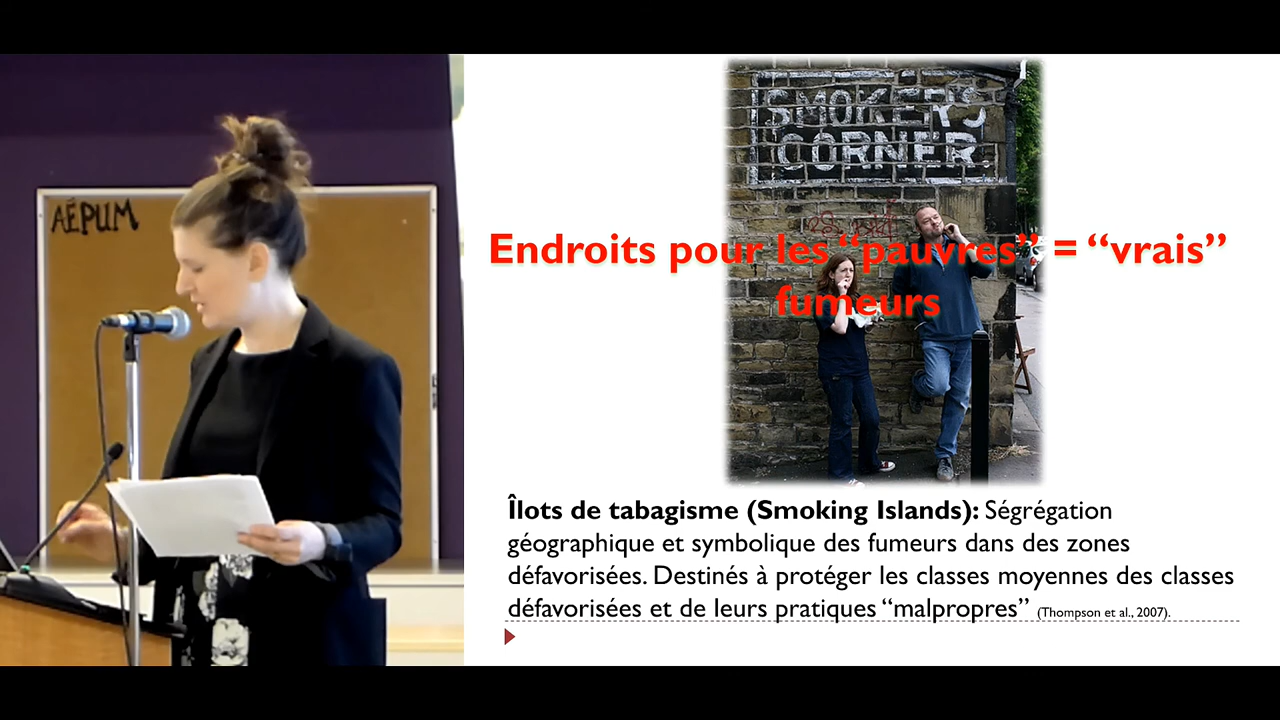 AÉPUM
SMOKER'S
CORNER.
Endroits pour les “pauvres” = “vrais”
fumeurs
Îlots de tabagisme (Smoking Islands): Ségrégation
géographique et symbolique des fumeurs dans des zones
défavorisées. Destinés à protéger les classes moyennes des classes
défavorisées et de leurs pratiques “malpropres” (Thompson et al., 2007).